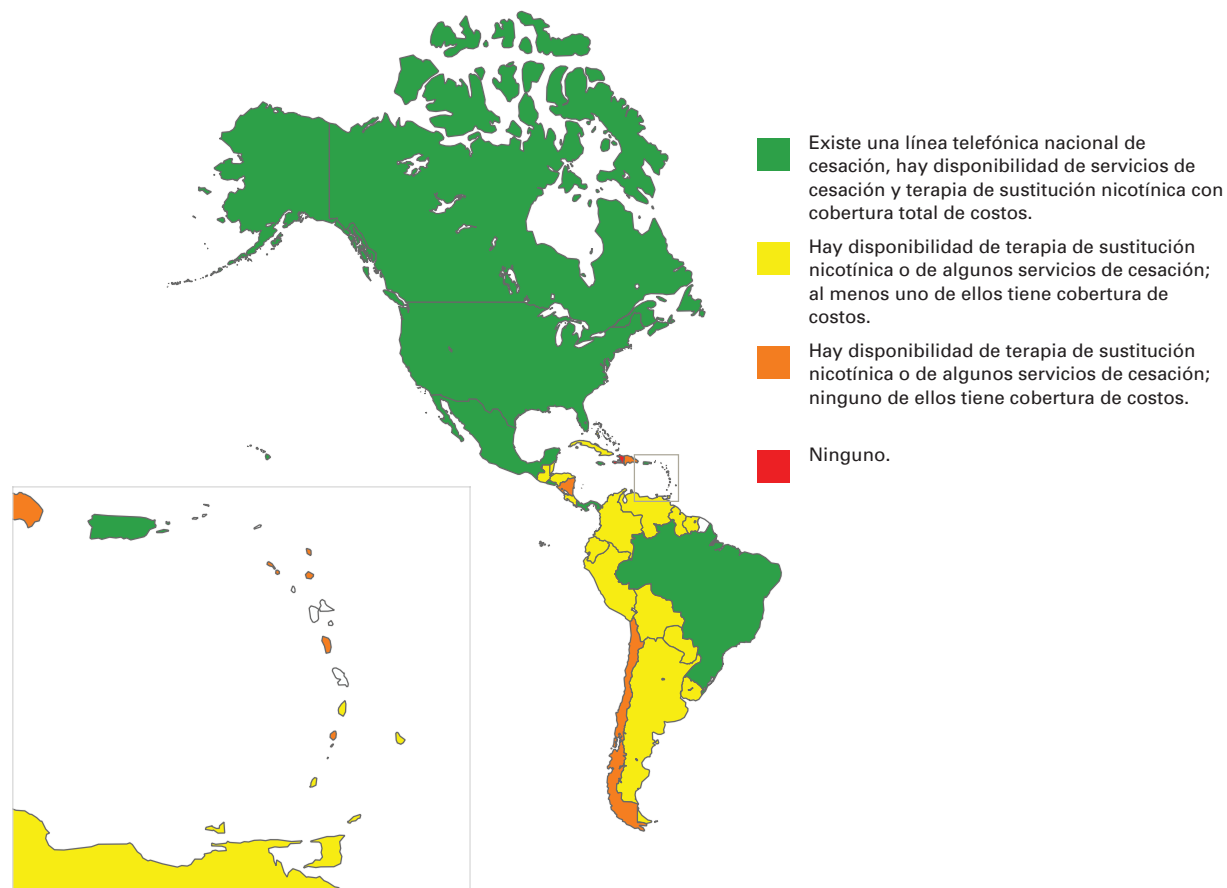 Existe una línea telefónica nacional de
cesación, hay disponibilidad de servicios de
cesación y terapia de sustitución nicotínica con
cobertura total de costos.
Hay disponibilidad de terapia de sustitución
nicotínica o de algunos servicios de cesación;
al menos uno de ellos tiene cobertura de
costos.
Hay disponibilidad de terapia de sustitución
nicotínica o de algunos servicios de cesación;
ninguno de ellos tiene cobertura de costos.
Ninguno.